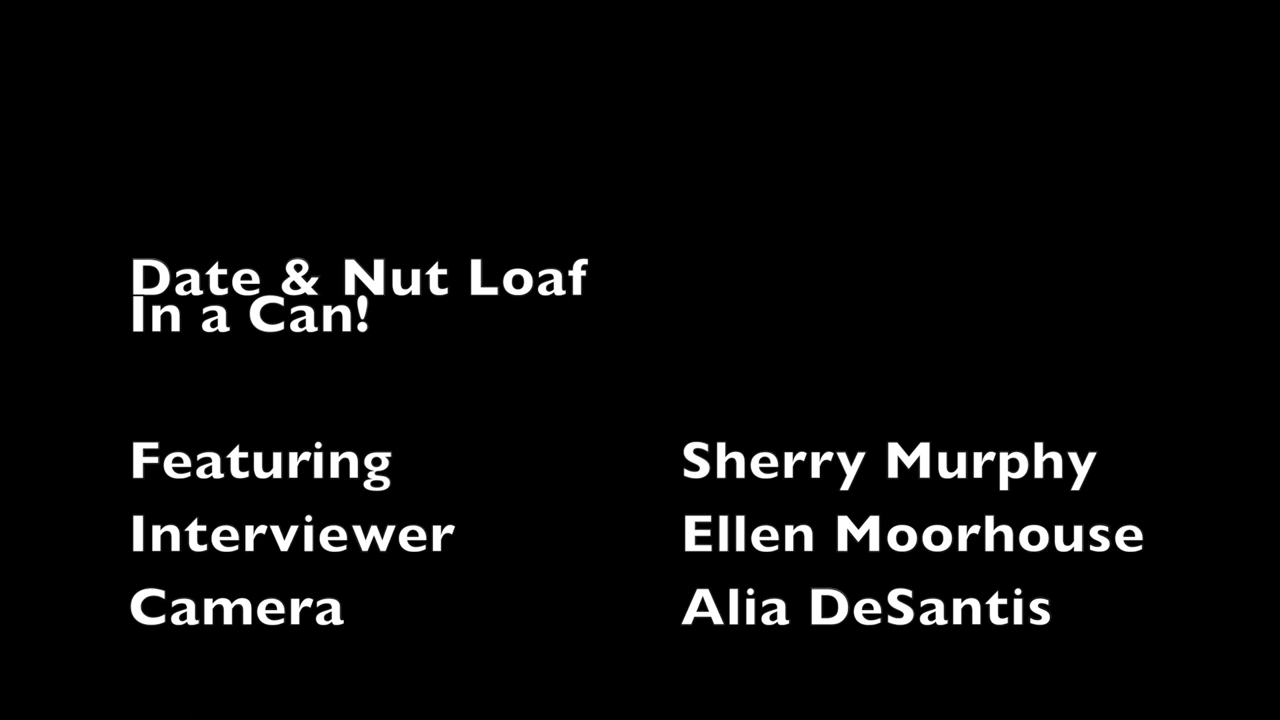 Date & Nut Loaf
In a Can!
Featuring Sherry Murphy
Interviewer Ellen Moorhouse
Camera Alia DeSantis